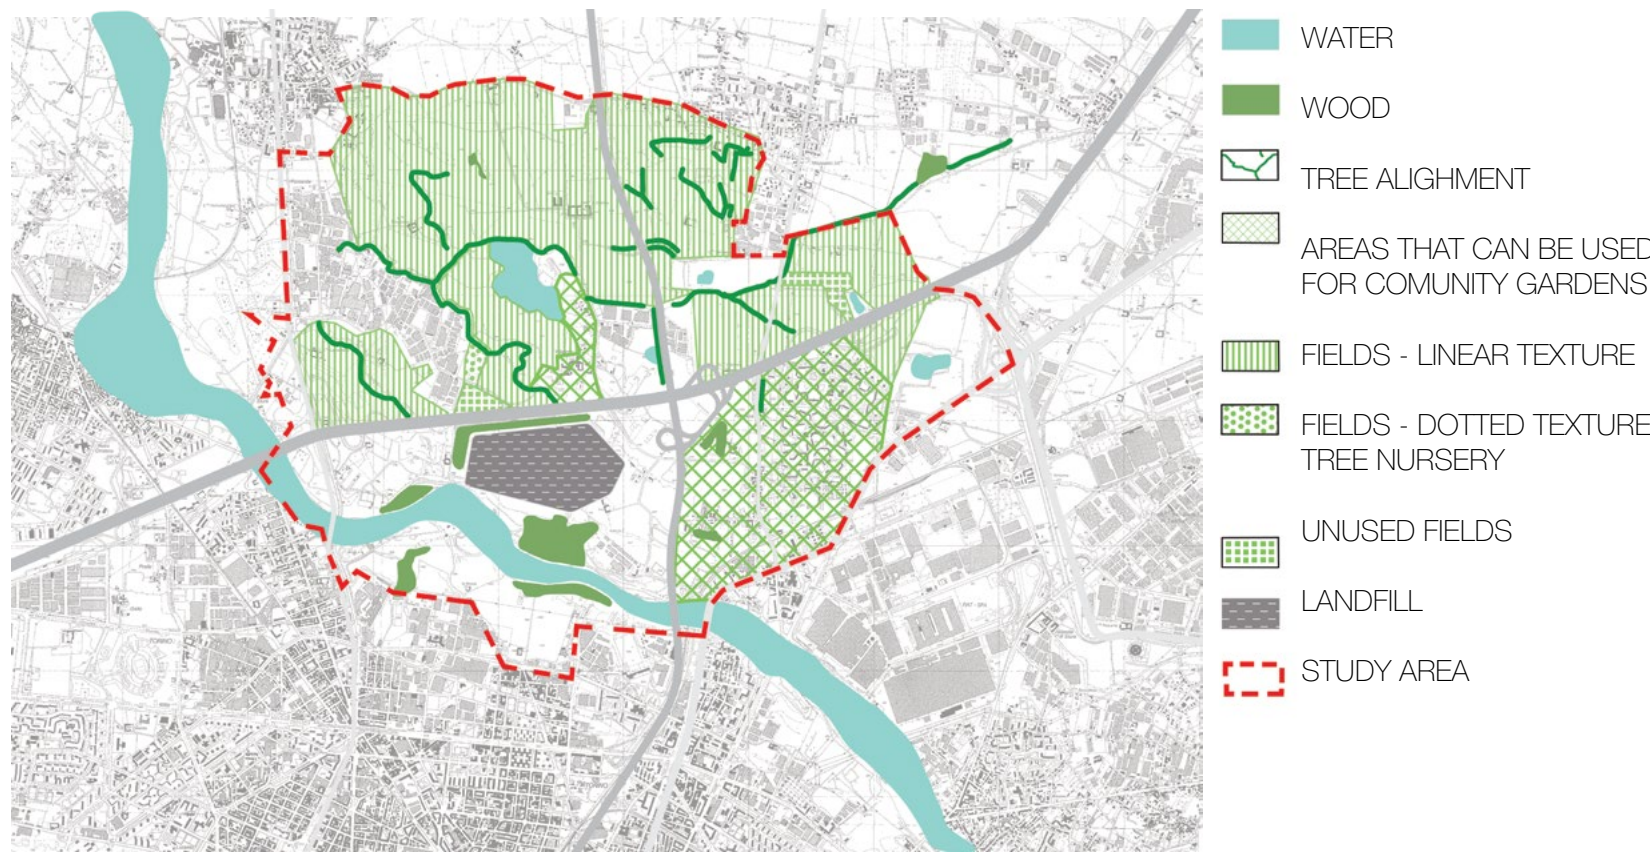 WATER
WOOD
TREE ALIGHMENT
AREAS THAT CAN BE USED
FOR COMUNITY GARDENS
FIELDS - LINEAR TEXTURE
FIELDS - DOTTED TEXTURE
TREE NURSERY
UNUSED FIELDS
LANDFILL
STUDY AREA